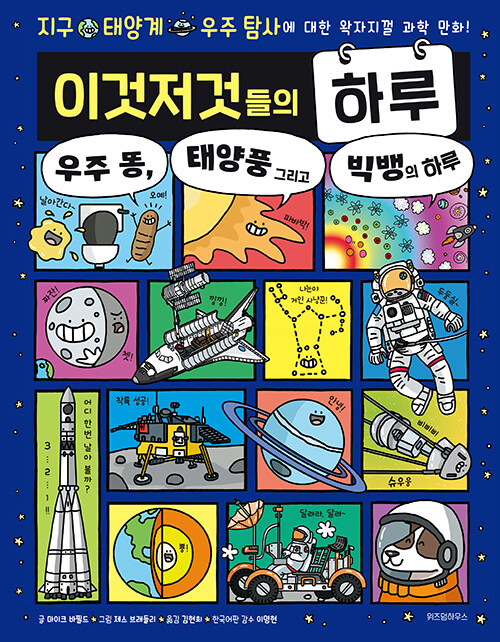 지구 태양계 우주 탐사에 대한 왁자지껄 과학 만화!
이것저것들의 하루
우주 똥, 태양풍 그리고 빅뱅의 하루
날아간다~
오예!
파바박!
파직!
쳇!
낑낑!
나는야
거인 사냥꾼!
두둥실~
어디 한번 날아 볼까?
3…2…1!!
착륙 성공!
안녕!
삐삐삐!
슈우웅
뿅!
달려라, 달려~
글 마이크 바필드 • 그림 제스 브래들리 • 옮김 김현희 • 한국어판 감수 이명현
위즈덤하우스